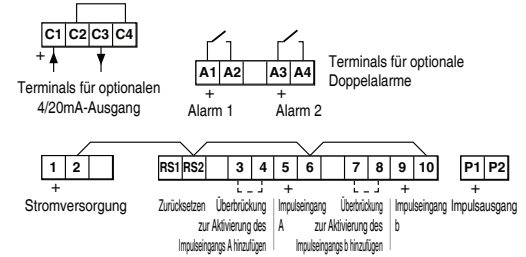 C1 C2 C3 C4
+
Terminals für optionalen
4/20mA-Ausgang
A1 A2 A3 A4
+ +
Alarm 1 Alarm 2
Terminals für optionale
Doppelalarme
1 2 RS1 RS2 3 4 5 6 7 8 9 10 P1 P2
+ + + +
Stromversorgung
Zurücksetzen
Überbrückung
zur Aktivierung des
Impulseingangs A hinzufügen
Impulseingang
A
Überbrückung
zur Aktivierung des
Impulseingangs b hinzufügen
Impulseingang
b
Impulsausgang